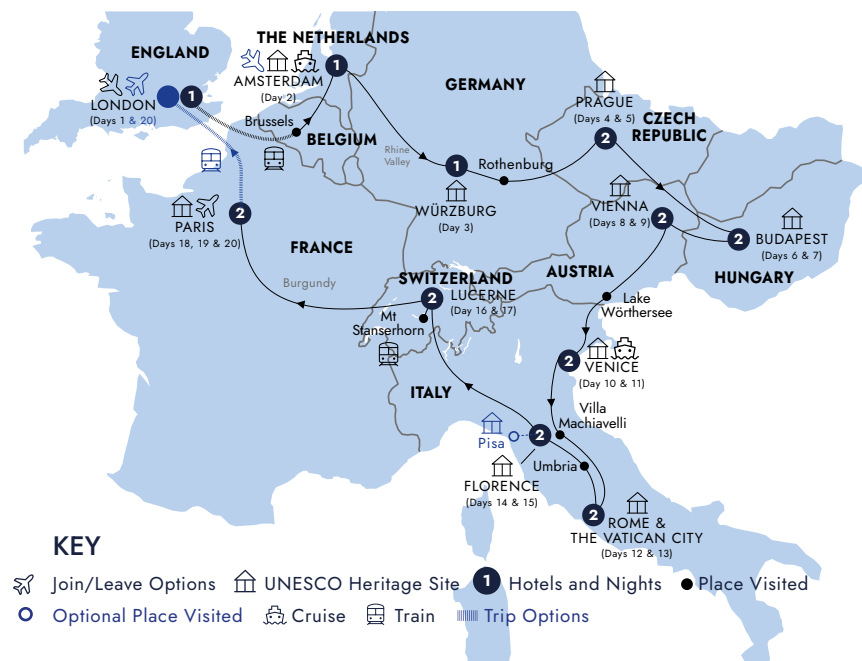 THE NETHERLANDS
ENGLAND
AMSTERDAM
(Day 2)
1
1
LONDON
(Days 1 & 20)
Brussels
BELGIUM
GERMANY
PRAGUE
(Days 4 & 5)
2
CZECH
REPUBLIC
Rhine
Valley
1
Rothenburg
WÜRZBURG
(Day 3)
VIENNA
(Days 8 & 9)
2
2
BUDAPEST
(Days 6 & 7)
HUNGARY
PARIS
(Days 18, 19 & 20)
2
FRANCE
Burgundy
SWITZERLAND
2
LUCERNE
(Day 16 & 17)
Mt
Stanserhorn
AUSTRIA
Lake
Wörthersee
2
VENICE
(Day 10 & 11)
ITALY
Villa
Machiavelli
Pisa
2
Umbria
FLORENCE
(Days 14 & 15)
2
ROME &
THE VATICAN CITY
(Days 12 & 13)
KEY
Join/Leave Options
UNESCO Heritage Site
1
Hotels and Nights
Place Visited
Optional Place Visited
Cruise
Train
Trip Options